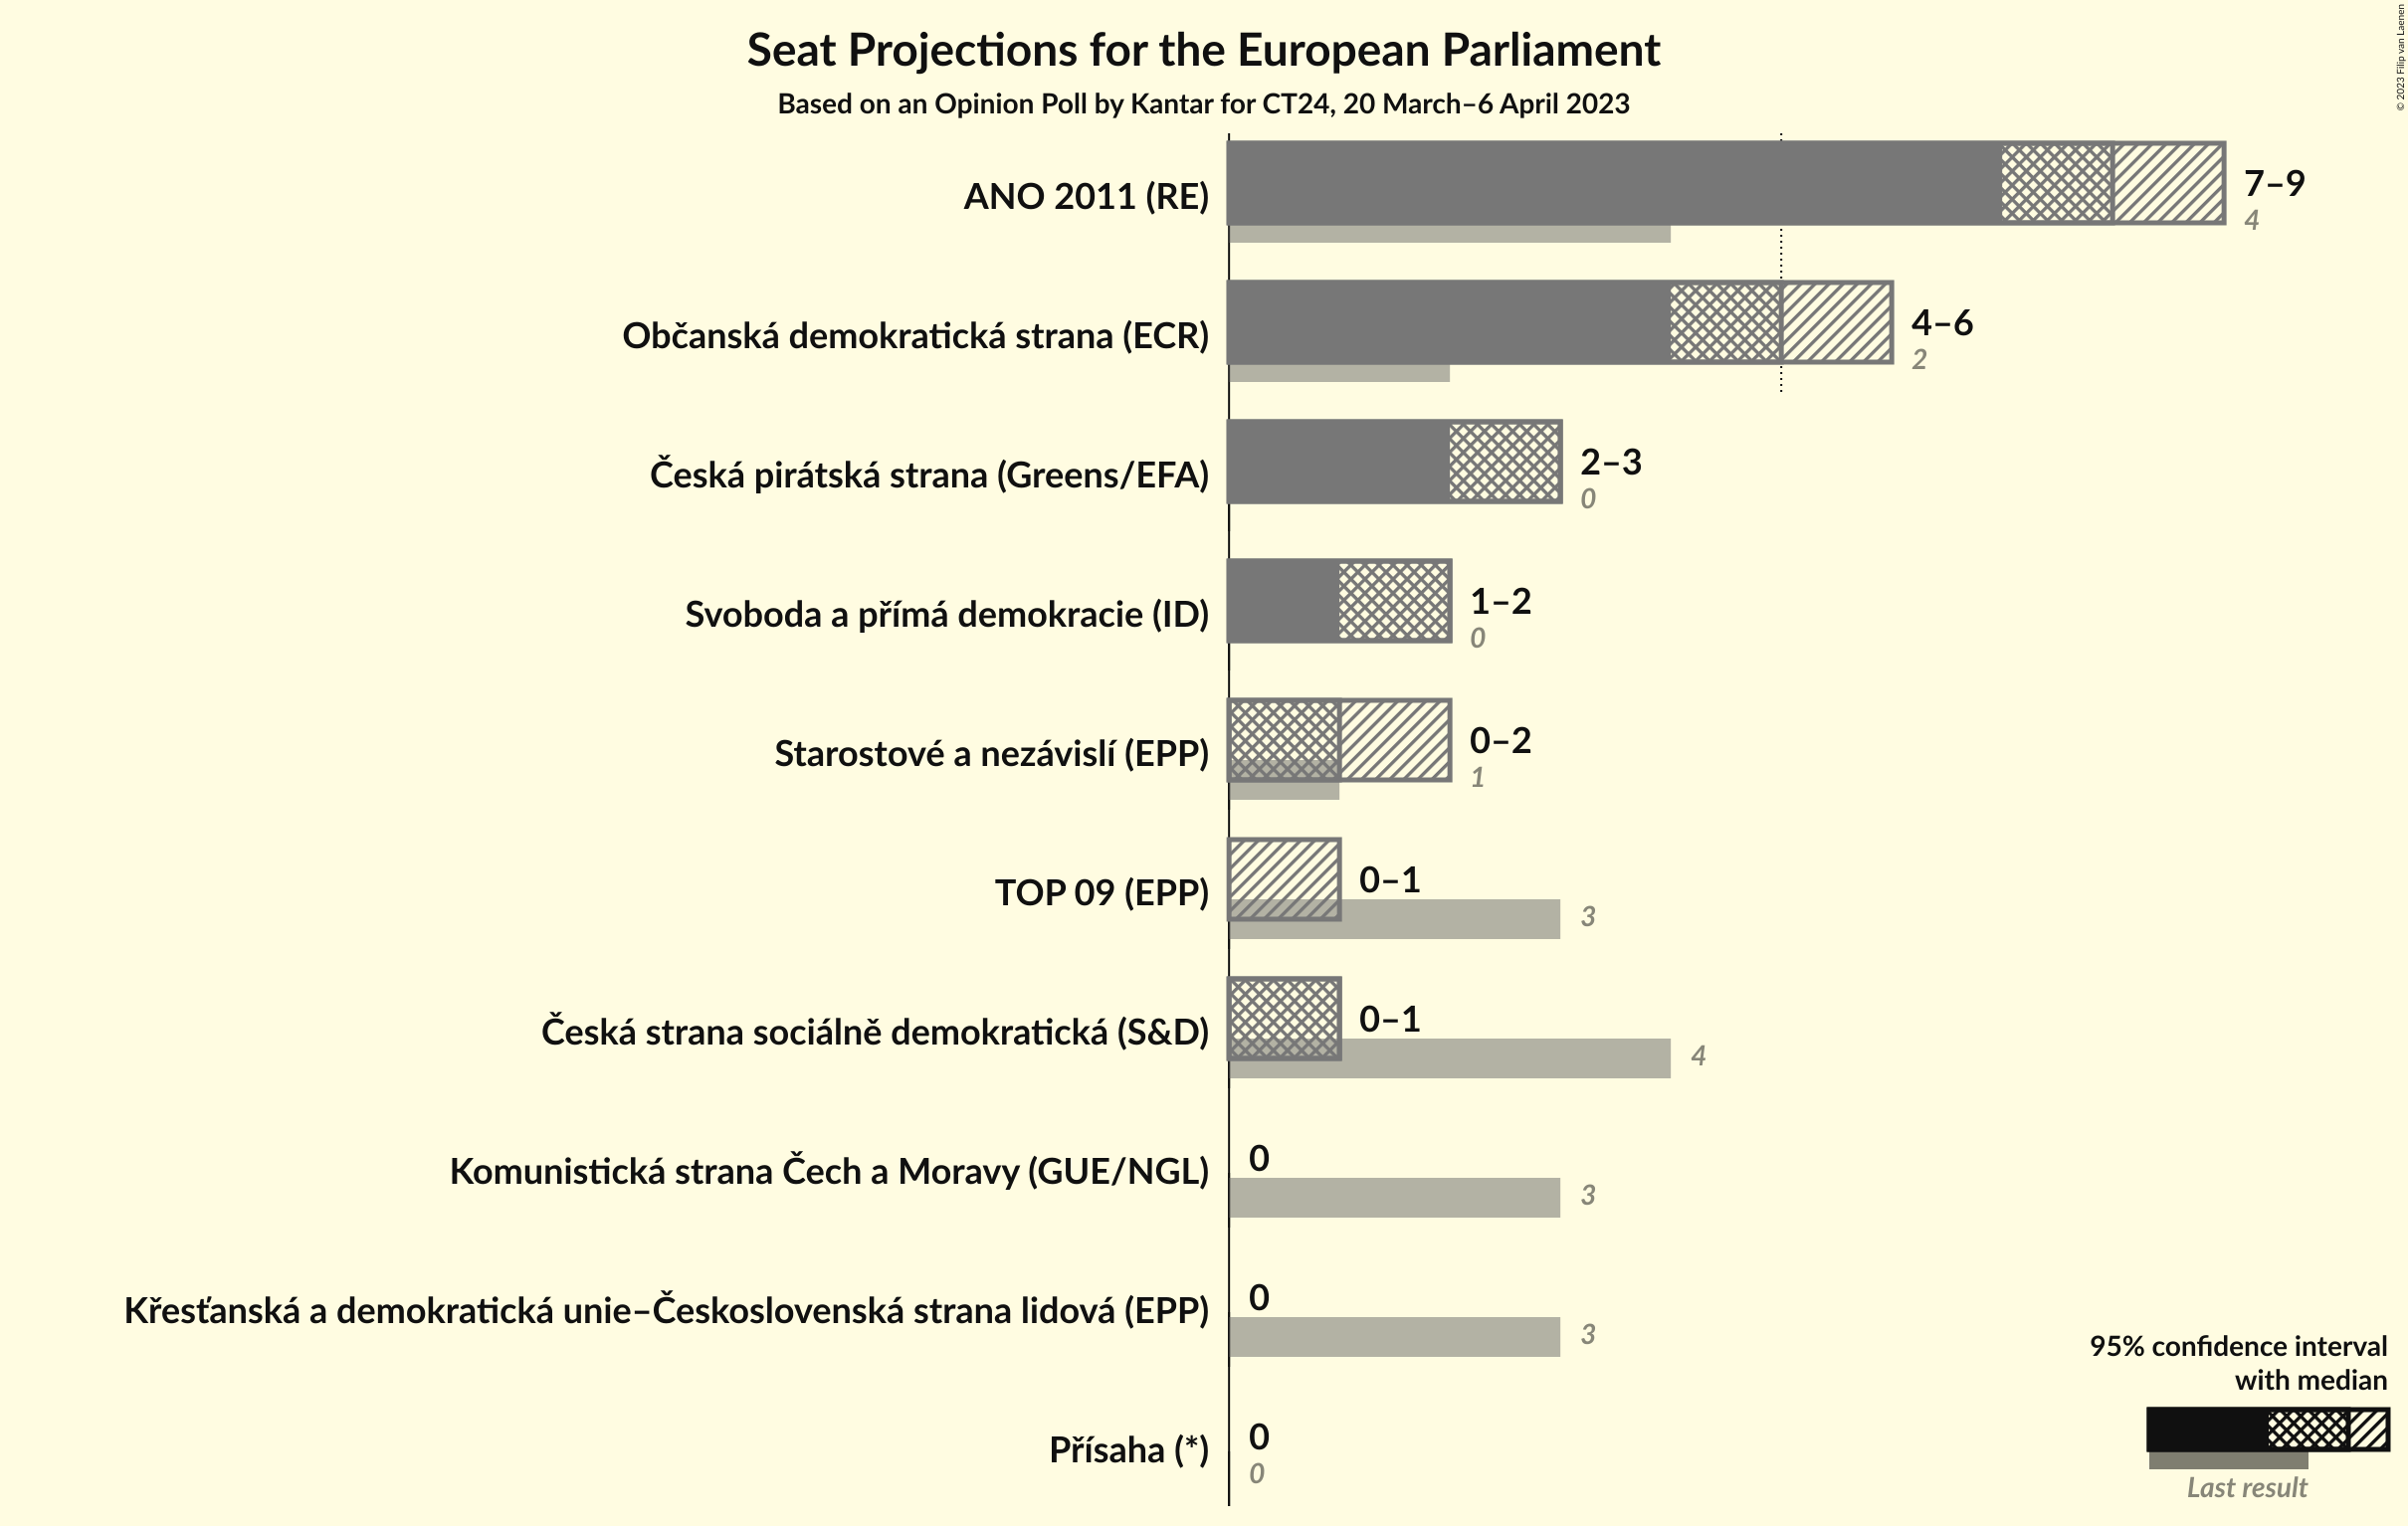 Seat Projections for the European Parliament
Based on an Opinion Poll by Kantar for CT24, 20 March–6 April 2023
© 2023 Filip van Laenen
ANO 2011 (RE)
7–9
4
Občanská demokratická strana (ECR)
4–6
2
Česká pirátská strana (Greens/EFA)
2–3
0
Svoboda a přímá demokracie (ID)
1–2
0
Starostové a nezávislí (EPP)
0–2
1
TOP 09 (EPP)
0–1
3
Česká strana sociálně demokratická (S&D)
0–1
4
Komunistická strana Čech a Moravy (GUE/NGL)
0
3
Křesťanská a demokratická unie–Československá strana lidová (EPP)
0
3
Přísaha (*)
0
0
95% confidence interval
with median
Last result